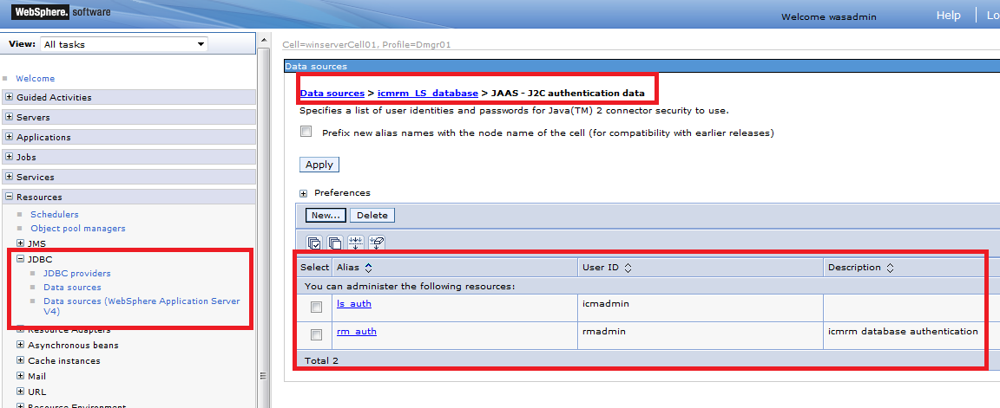 WebSphere. software
Welcome wasadmin
Help
Lo
View: All tasks
Welcome
Guided Activities
Servers
Applications
Jobs
Services
Resources
Schedulers
Object pool managers
JMS
JDBC
JDBC providers
Data sources
Data sources (WebSphere Application Server
V4)
Resource Adapters
Asynchronous beans
Cache instances
Mail
URL
Resource Environment
Cell=winserverCell01, Profile=Dmgr01
Data sources
Data sources > icmrm_LS_database > JAAS - J2C authentication data
Specifies a list of user identities and passwords for Java(TM) 2 connector security to use.
Prefix new alias names with the node name of the cell (for compatibility with earlier releases)
Apply
Preferences
New... Delete
Select Alias User ID Description
You can administer the following resources:
ls_auth icmadmin
rm_auth rmadmin icmrm database authentication
Total 2